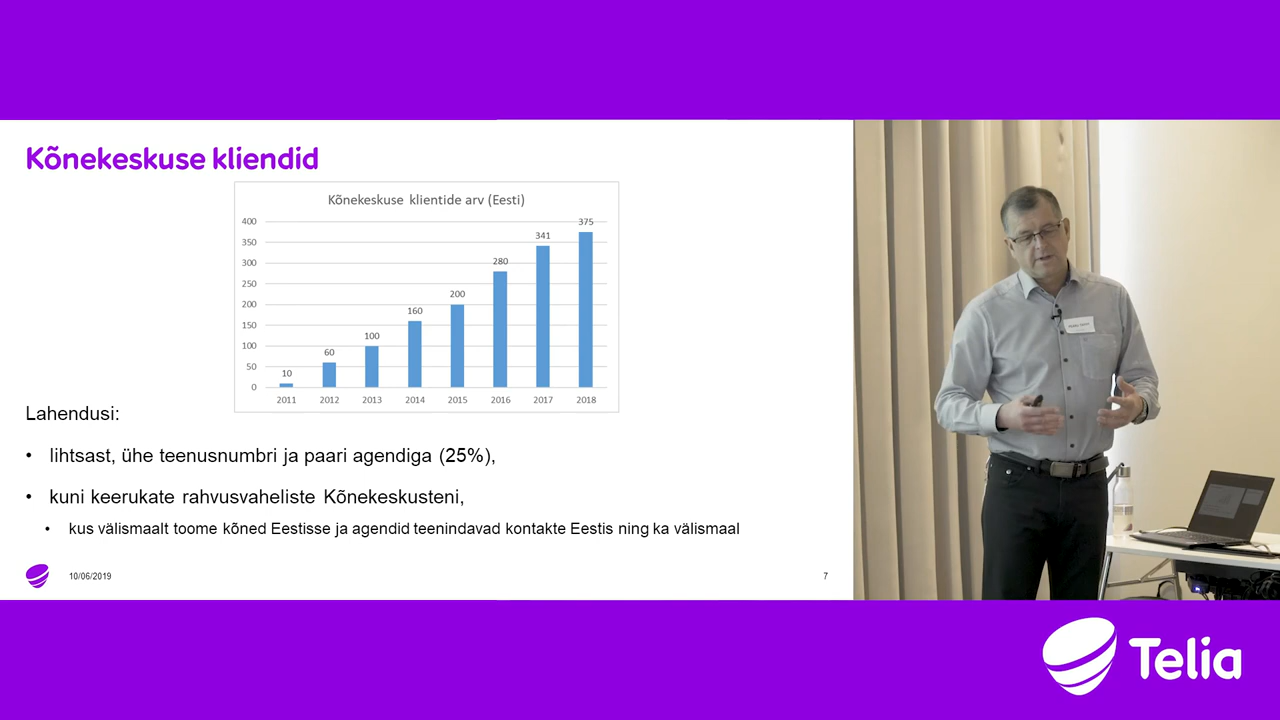 Kõnekeskuse kliendid
Kõnekeskuse klientide arv (Eesti)
400
350
300
250
200
150
100
50
0
10
60
100
160
200
280
341
375
2011 2012 2013 2014 2015 2016 2017 2018
Lahendusi:
• lihtsast, ühe teenusnumbri ja paari agendiga (25%),
• kuni keerukate rahvusvaheliste Kõnekeskusteni,
• kus välismaalt toome kõned Eestisse ja agendid teenindavad kontakte Eestis ning ka välismaal
10/06/2019
7
Telia